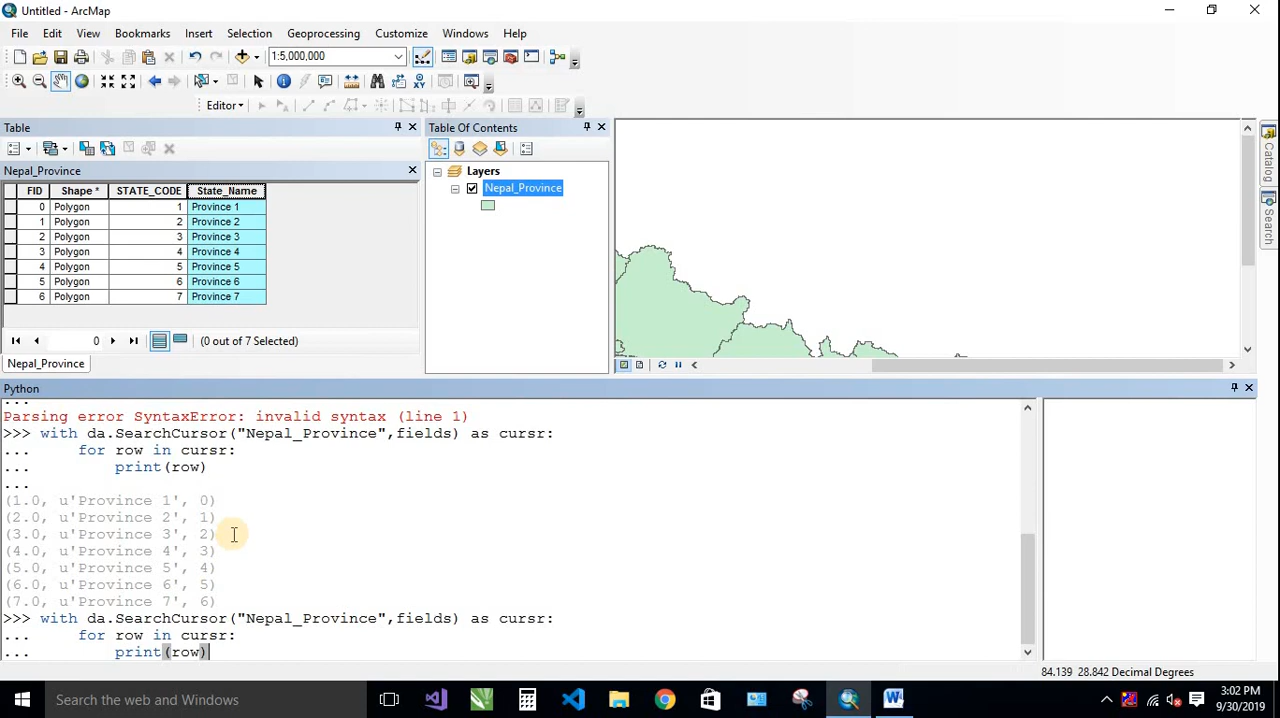 Untitled - ArcMap
File Edit View Bookmarks Insert Selection Geoprocessing Customize Windows Help
1:5,000,000
Editor
Table
Nepal_Province
FID Shape * STATE_CODE State_Name
0 Polygon 1 Province 1
1 Polygon 2 Province 2
2 Polygon 3 Province 3
3 Polygon 4 Province 4
4 Polygon 5 Province 5
5 Polygon 6 Province 6
6 Polygon 7 Province 7
0 (0 out of 7 Selected)
Nepal_Province
Table Of Contents
Layers
Nepal_Province
Catalog
Search
Python
...
Parsing error SyntaxError: invalid syntax (line 1)
>>> with da.SearchCursor("Nepal_Province",fields) as cursr:
... for row in cursr:
... print(row)
...
(1.0, u'Province 1', 0)
(2.0, u'Province 2', 1)
(3.0, u'Province 3', 2)
(4.0, u'Province 4', 3)
(5.0, u'Province 5', 4)
(6.0, u'Province 6', 5)
(7.0, u'Province 7', 6)
>>> with da.SearchCursor("Nepal_Province",fields) as cursr:
... for row in cursr:
... print(row)
84.139 28.842 Decimal Degrees
Search the web and Windows
3:02 PM
9/30/2019